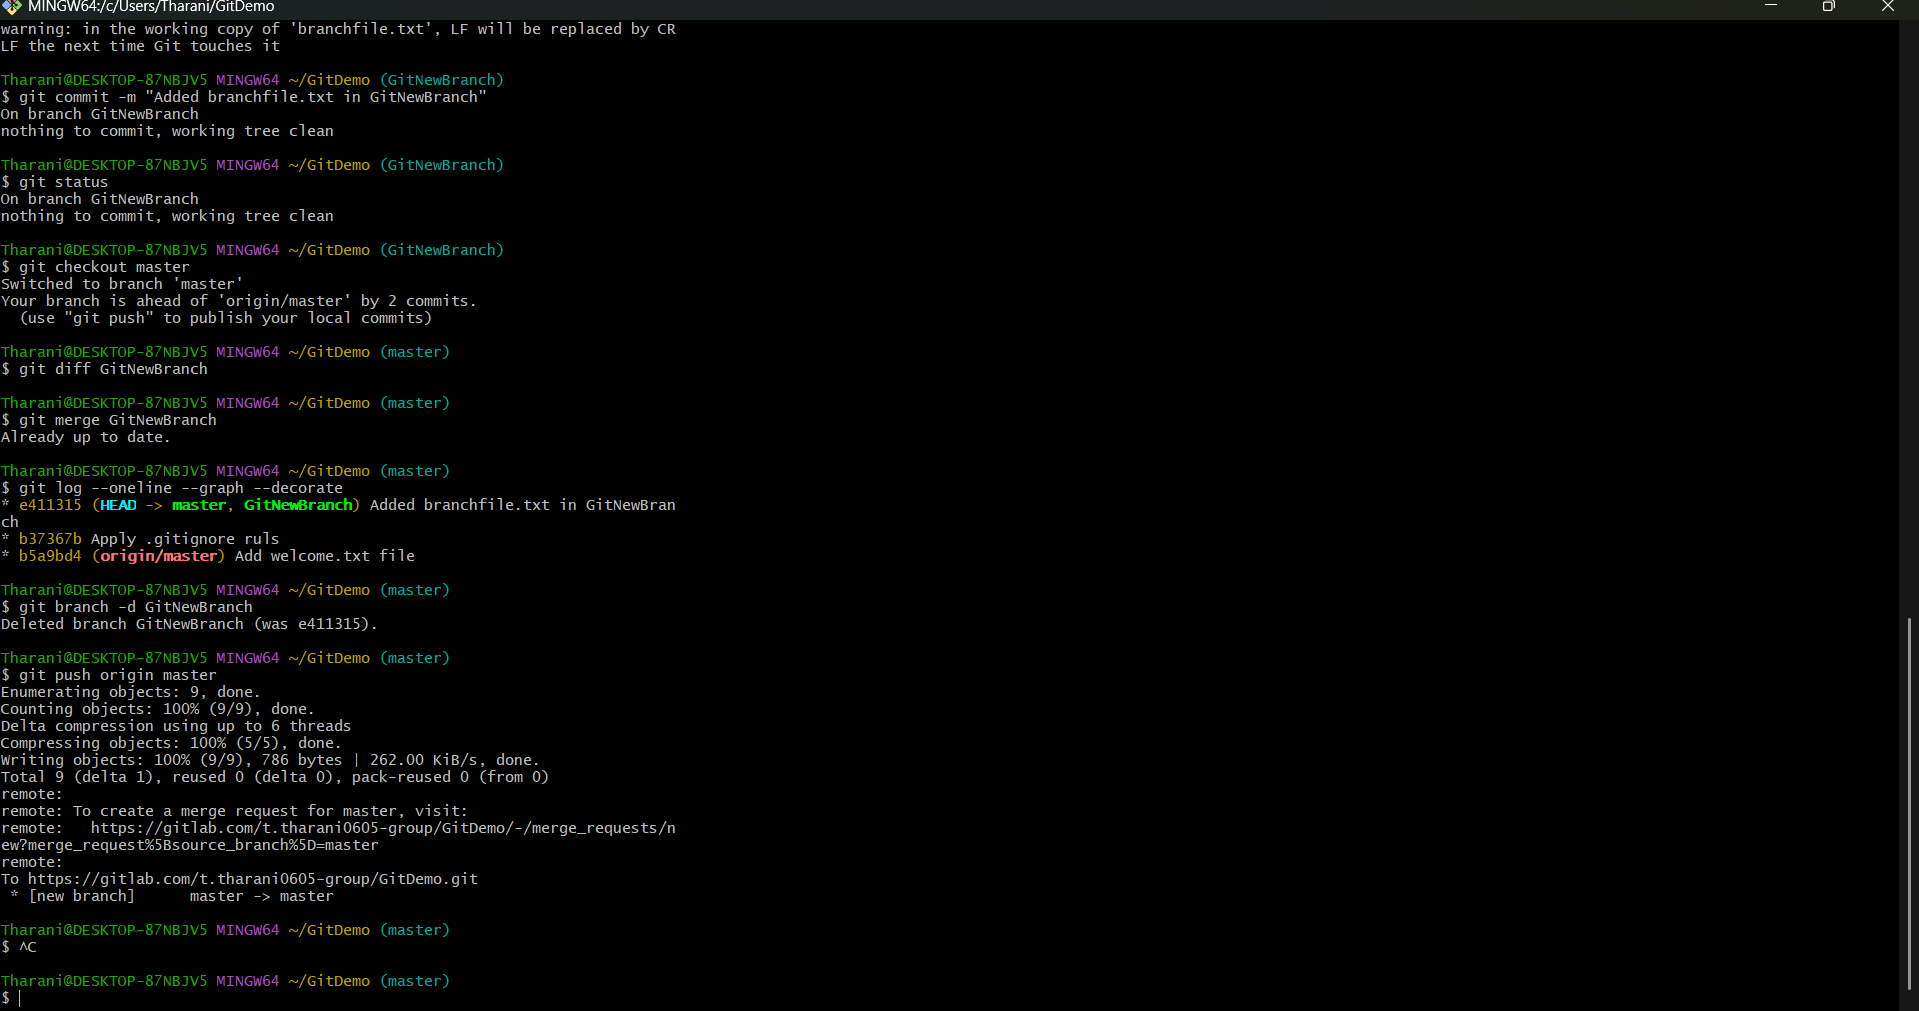 MINGW64:/c/Users/Tharani/GitDemo
warning: in the working copy of 'branchfile.txt', LF will be replaced by CR
LF the next time Git touches it
Tharani@DESKTOP-87NBJV5 MINGW64 ~/GitDemo (GitNewBranch)
$ git commit -m "Added branchfile.txt in GitNewBranch"
On branch GitNewBranch
nothing to commit, working tree clean
Tharani@DESKTOP-87NBJV5 MINGW64 ~/GitDemo (GitNewBranch)
$ git status
On branch GitNewBranch
nothing to commit, working tree clean
Tharani@DESKTOP-87NBJV5 MINGW64 ~/GitDemo (GitNewBranch)
$ git checkout master
Switched to branch 'master'
Your branch is ahead of 'origin/master' by 2 commits.
  (use "git push" to publish your local commits)
Tharani@DESKTOP-87NBJV5 MINGW64 ~/GitDemo (master)
$ git diff GitNewBranch
Tharani@DESKTOP-87NBJV5 MINGW64 ~/GitDemo (master)
$ git merge GitNewBranch
Already up to date.
Tharani@DESKTOP-87NBJV5 MINGW64 ~/GitDemo (master)
$ git log --oneline --graph --decorate
* e411315 (HEAD -> master, GitNewBranch) Added branchfile.txt in GitNewBran
ch
* b37367b Apply .gitignore ruls
* b5a9bd4 (origin/master) Add welcome.txt file
Tharani@DESKTOP-87NBJV5 MINGW64 ~/GitDemo (master)
$ git branch -d GitNewBranch
Deleted branch GitNewBranch (was e411315).
Tharani@DESKTOP-87NBJV5 MINGW64 ~/GitDemo (master)
$ git push origin master
Enumerating objects: 9, done.
Counting objects: 100% (9/9), done.
Delta compression using up to 6 threads
Compressing objects: 100% (5/5), done.
Writing objects: 100% (9/9), 786 bytes | 262.00 KiB/s, done.
Total 9 (delta 1), reused 0 (delta 0), pack-reused 0 (from 0)
remote:
remote: To create a merge request for master, visit:
remote:   https://gitlab.com/t.tharani0605-group/GitDemo/-/merge_requests/n
ew?merge_request%5Bsource_branch%5D=master
remote:
To https://gitlab.com/t.tharani0605-group/GitDemo.git
 * [new branch]      master -> master
Tharani@DESKTOP-87NBJV5 MINGW64 ~/GitDemo (master)
$ ^C
Tharani@DESKTOP-87NBJV5 MINGW64 ~/GitDemo (master)
$